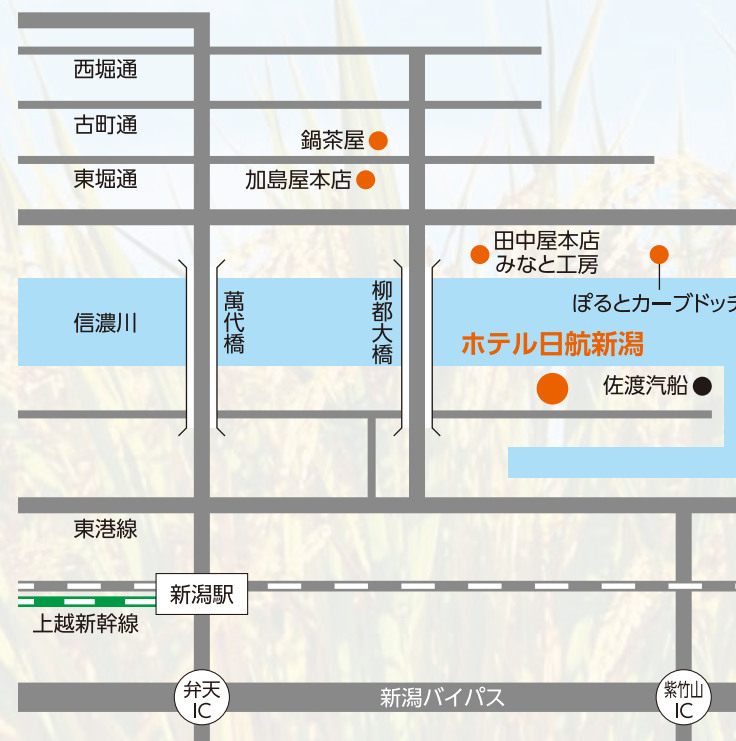 西堀通
古町通
鍋茶屋
東堀通
加島屋本店
田中屋本店
みなと工房
ぽるとカーブドッチ
信濃川
萬代橋
柳都大橋
ホテル日航新潟
佐渡汽船
東港線
新潟駅
上越新幹線
弁天
IC
新潟バイパス
紫竹山
IC